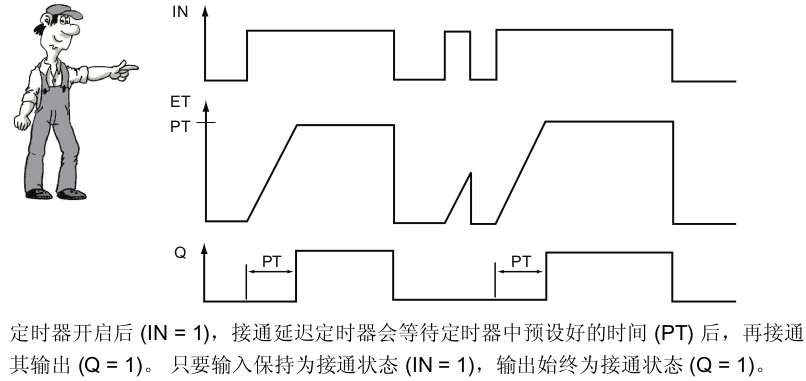 IN
ET
PT
Q
PT
PT
定时器开启后 (IN = 1)，接通延迟定时器会等待定时器中预设好的时间 (PT) 后，再接通
其输出 (Q = 1)。 只要输入保持为接通状态 (IN = 1)，输出始终为接通状态 (Q = 1)。